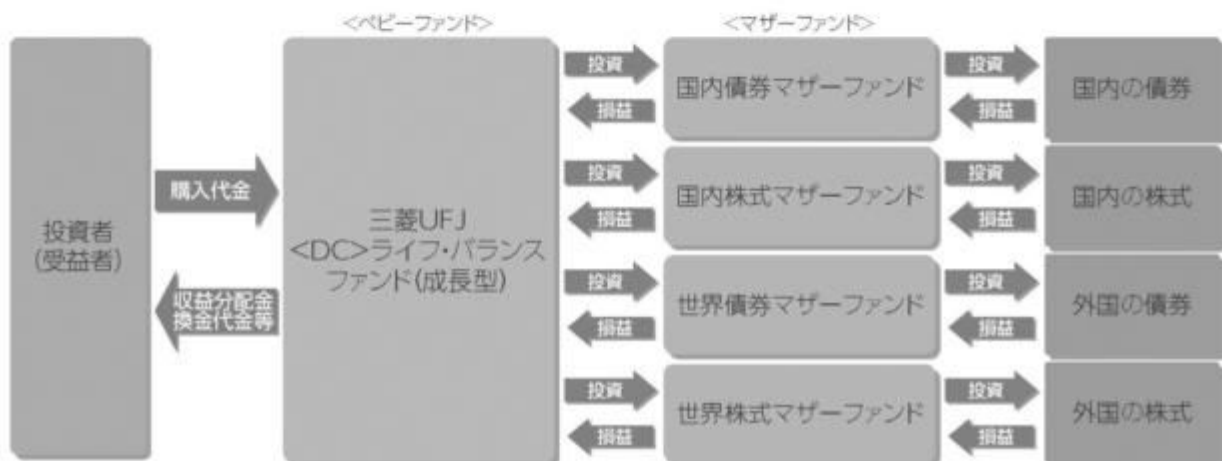 <ベビーファンド>
<マザーファンド>
投資者
(受益者)
購入代金
収益分配金
換金代金等
三菱UFJ
<DC>ライフ・バランス
ファンド(成長型)
投資
損益
国内債券マザーファンド
投資
損益
国内の債券
投資
損益
国内株式マザーファンド
投資
損益
国内の株式
投資
損益
世界債券マザーファンド
投資
損益
外国の債券
投資
損益
世界株式マザーファンド
投資
損益
外国の株式